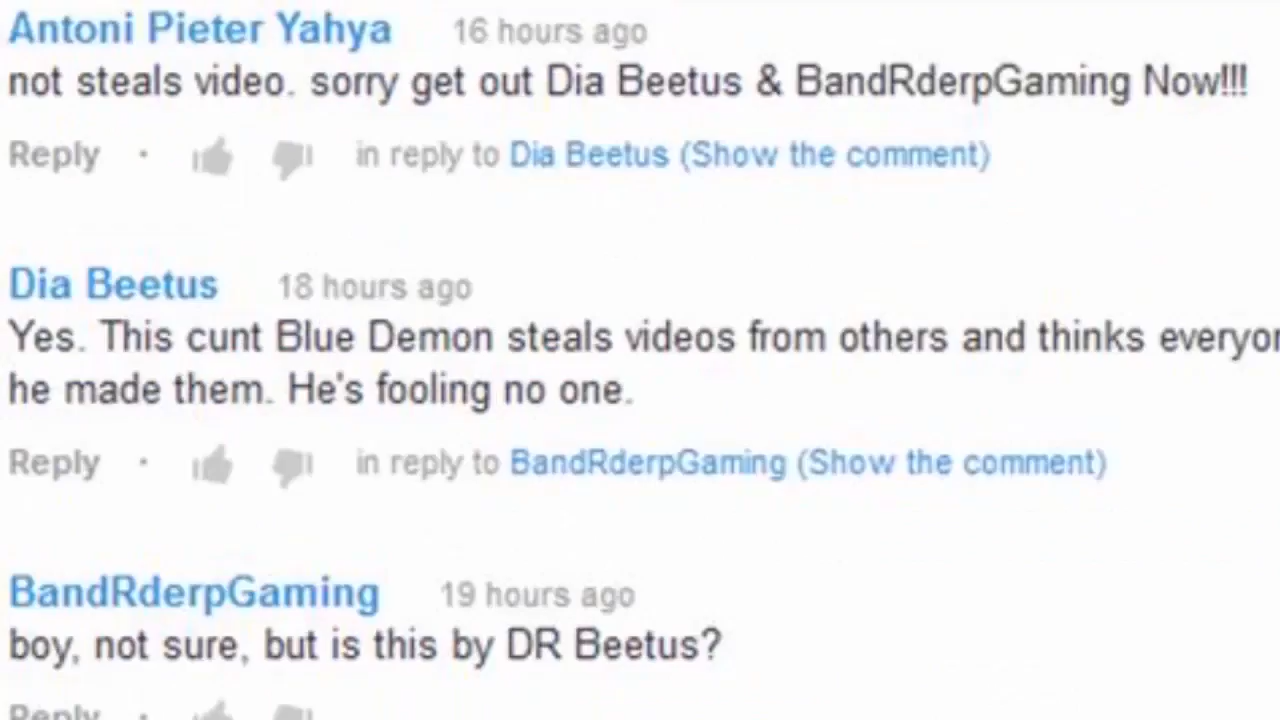 Antoni Pieter Yahya 16 hours ago
not steals video. sorry get out Dia Beetus & BandRderpGaming Now!!!
Reply · in reply to Dia Beetus (Show the comment)
Dia Beetus 18 hours ago
Yes. This cunt Blue Demon steals videos from others and thinks
he made them. He's fooling no one.
Reply · in reply to BandRderpGaming (Show the comment)
BandRderpGaming 19 hours ago
boy, not sure, but is this by DR Beetus?
Reply ·